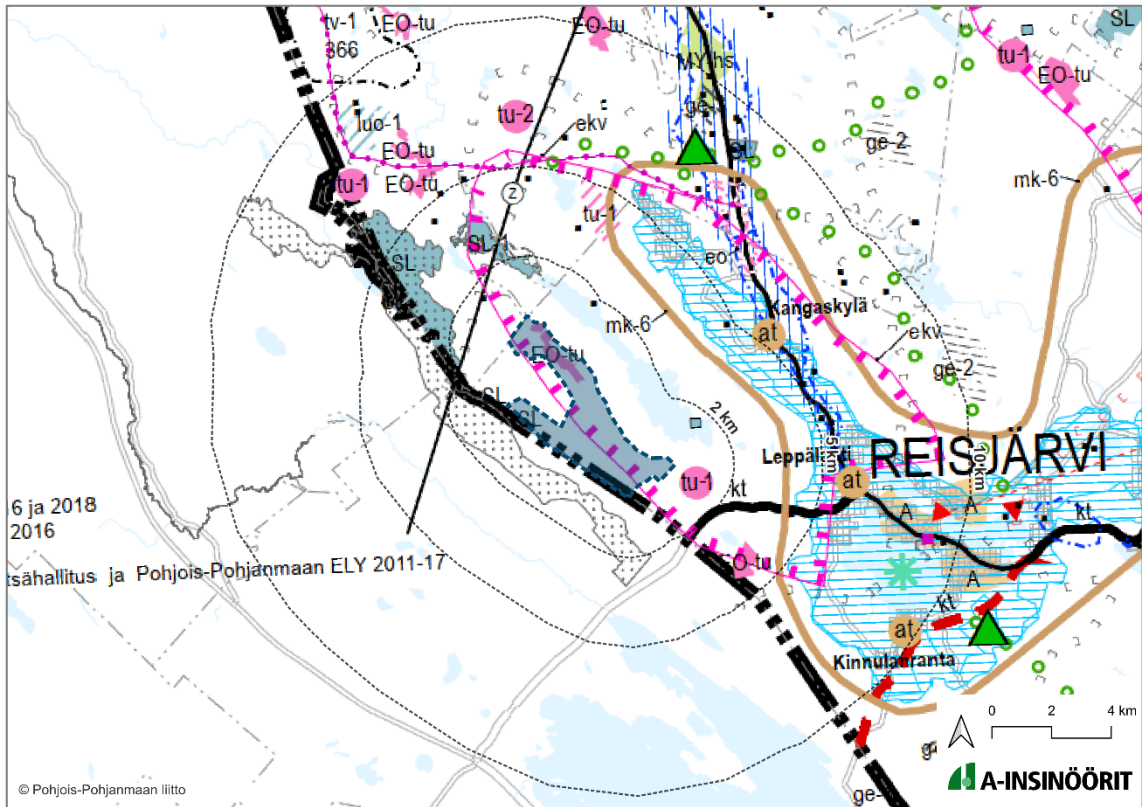 tv-1
366
EO-tu
EO-tu
SL
tu-1
EO-tu
MY hs
ge-
tu-2
ekv
luo-1
EO-tu
SL
ge-2
tu-1
EO-tu
Z
tu-1
mk-6
SL
SL-1
eo
Kangaskylä
mk-6
at
ekv
EO-tu
ge-2
SL
SL
2 km
Leppälahti
5 km
REISJÄRVI
10 km
tu-1
kt
at
A
A
kt
6 ja 2018
2016
tsähallitus ja Pohjois-Pohjanmaan ELY 2011-17
O-tu
A
kt
at
Kinnulanranta
0 2 4 km
ge-
A-INSINÖÖRIT
© Pohjois-Pohjanmaan liitto